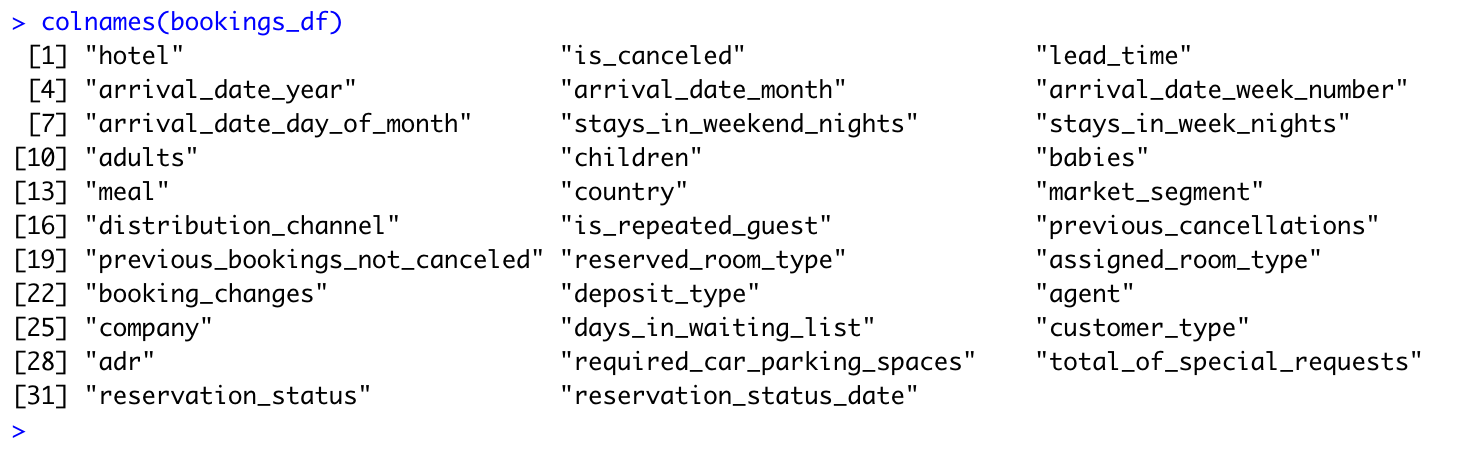 > colnames(bookings_df)
 [1] "hotel"                          "is_canceled"                    "lead_time"
 [4] "arrival_date_year"              "arrival_date_month"             "arrival_date_week_number"
 [7] "arrival_date_day_of_month"      "stays_in_weekend_nights"        "stays_in_week_nights"
[10] "adults"                         "children"                       "babies"
[13] "meal"                           "country"                        "market_segment"
[16] "distribution_channel"           "is_repeated_guest"              "previous_cancellations"
[19] "previous_bookings_not_canceled" "reserved_room_type"             "assigned_room_type"
[22] "booking_changes"                "deposit_type"                   "agent"
[25] "company"                        "days_in_waiting_list"           "customer_type"
[28] "adr"                            "required_car_parking_spaces"    "total_of_special_requests"
[31] "reservation_status"             "reservation_status_date"
>